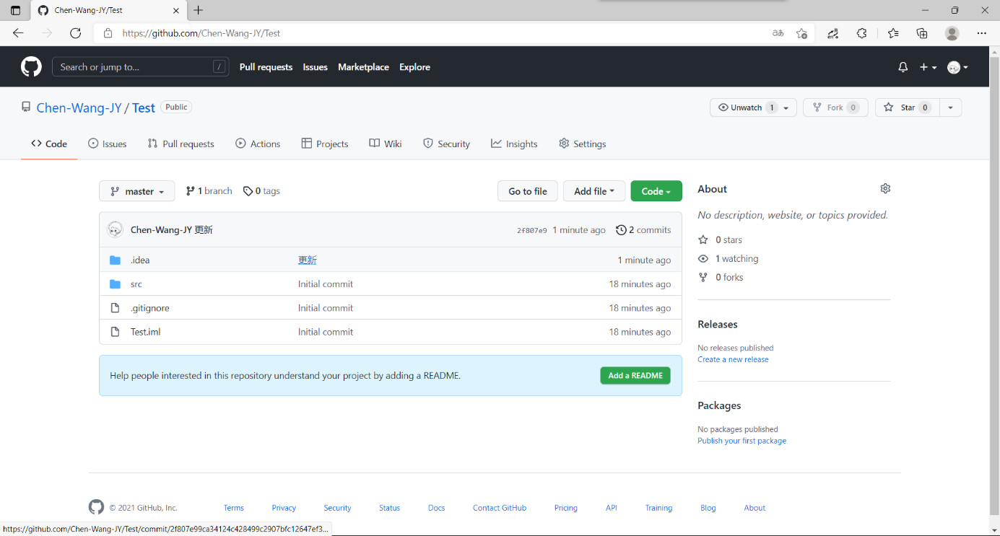 Chen-Wang-JY/Test
https://github.com/Chen-Wang-JY/Test
Search or jump to... / Pull requests Issues Marketplace Explore
Chen-Wang-JY / Test Public
Unwatch 1 Fork 0 Star 0
Code Issues Pull requests Actions Projects Wiki Security Insights Settings
master 1 branch 0 tags Go to file Add file Code
Chen-Wang-JY 更新 2f807e9 1 minute ago 2 commits
.idea 更新 1 minute ago
src Initial commit 18 minutes ago
.gitignore Initial commit 18 minutes ago
Test.iml Initial commit 18 minutes ago
Help people interested in this repository understand your project by adding a README. Add a README
About
No description, website, or topics provided.
0 stars
1 watching
0 forks
Releases
No releases published
Create a new release
Packages
No packages published
Publish your first package
© 2021 GitHub, Inc. Terms Privacy Security Status Docs Contact GitHub Pricing API Training Blog About
https://github.com/Chen-Wang-JY/Test/commit/2f807e99ca34124c428499c2907bfc12647ef3...